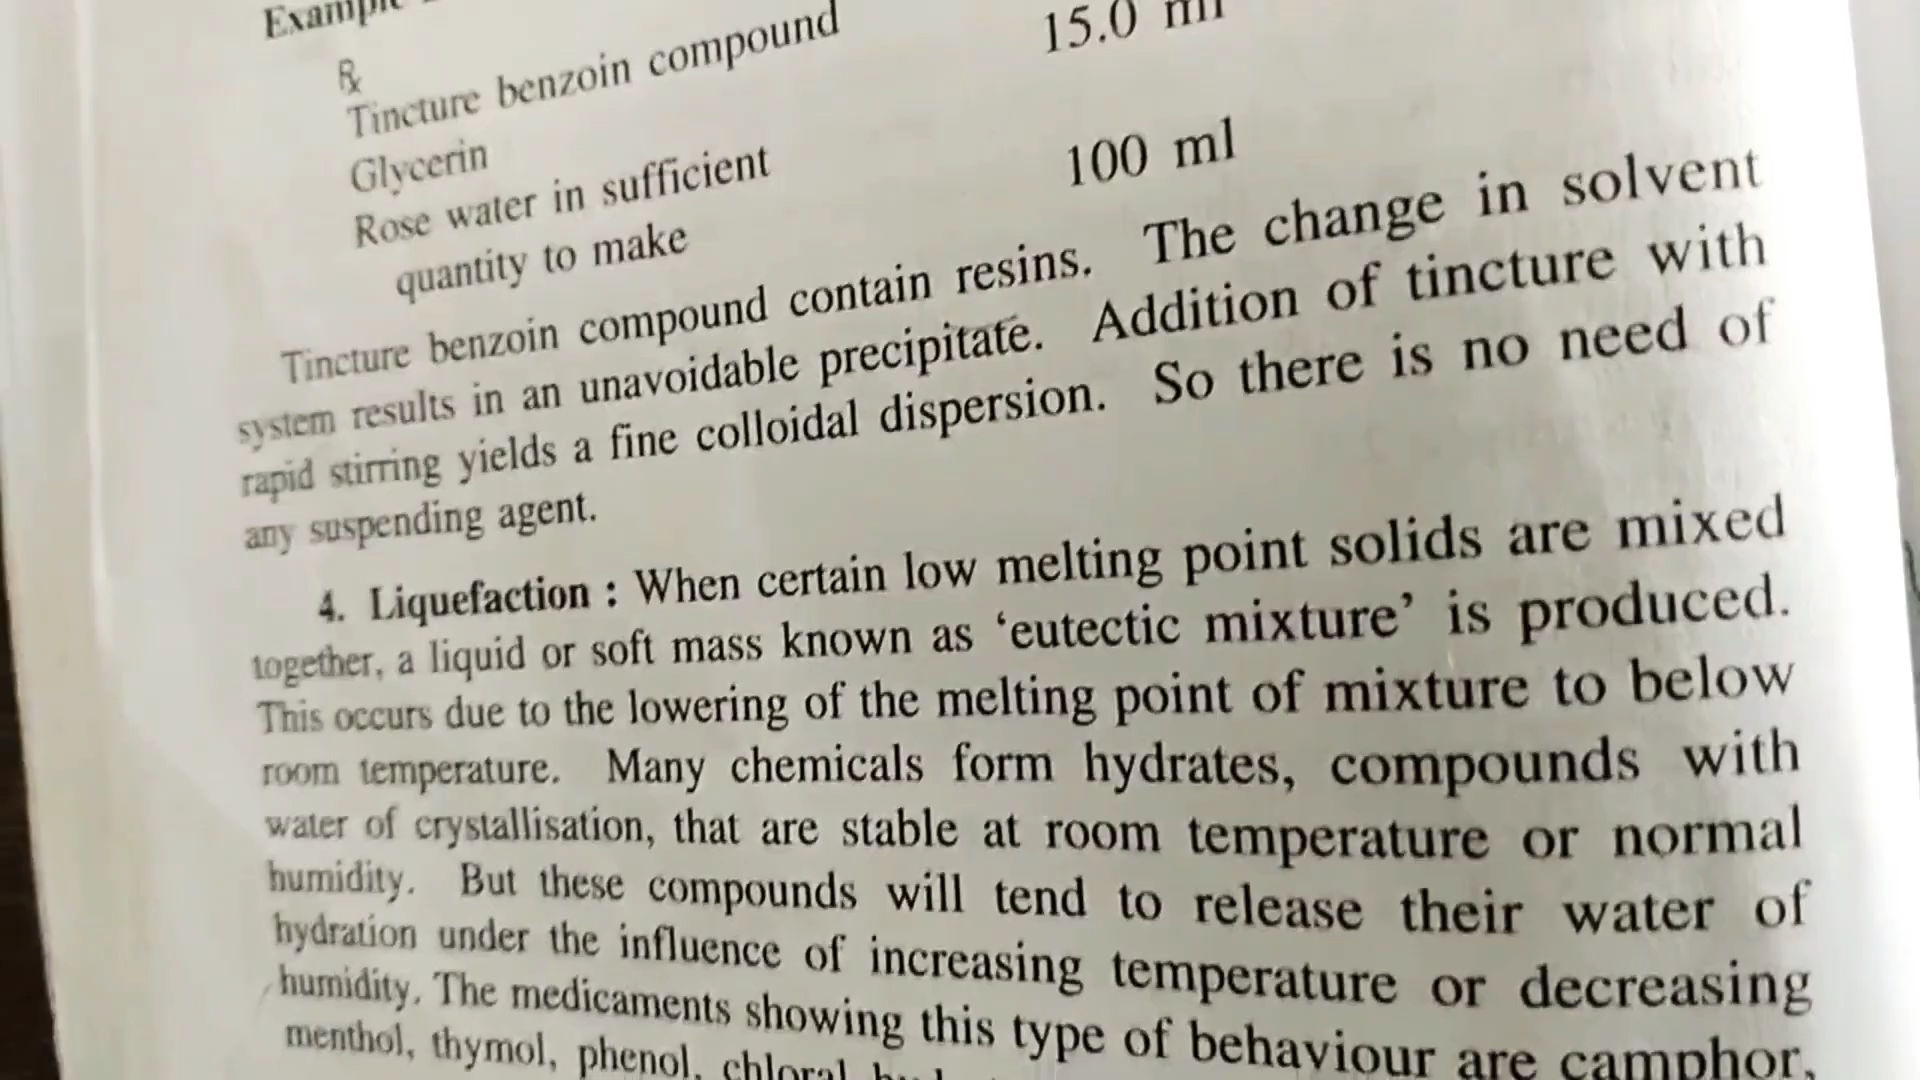 Example
℞
Tincture benzoin compound 15.0 ml
Glycerin
Rose water in sufficient
quantity to make 100 ml
Tincture benzoin compound contain resins. The change in solvent
system results in an unavoidable precipitate. Addition of tincture with
rapid stirring yields a fine colloidal dispersion. So there is no need of
any suspending agent.
4. Liquefaction : When certain low melting point solids are mixed
together, a liquid or soft mass known as ‘eutectic mixture’ is produced.
This occurs due to the lowering of the melting point of mixture to below
room temperature. Many chemicals form hydrates, compounds with
water of crystallisation, that are stable at room temperature or normal
humidity. But these compounds will tend to release their water of
hydration under the influence of increasing temperature or decreasing
humidity. The medicaments showing this type of behaviour are camphor,
menthol, thymol, phenol, chloral